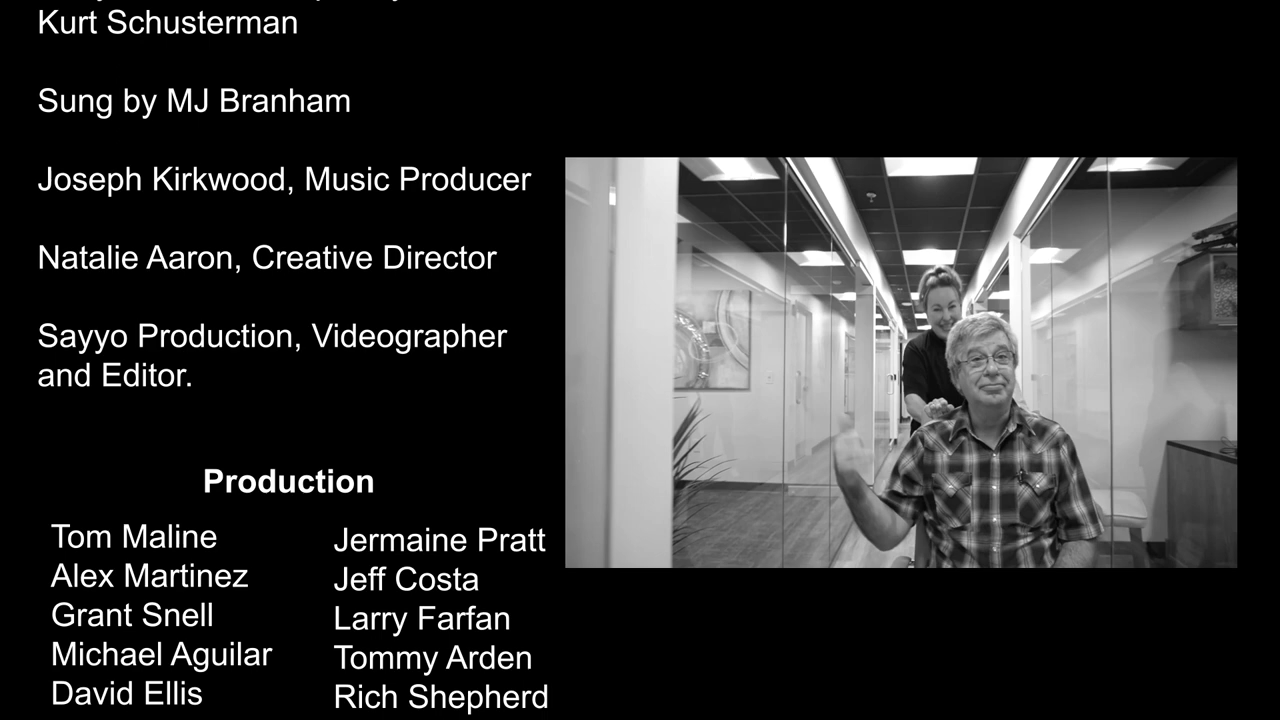 Kurt Schusterman
Sung by MJ Branham
Joseph Kirkwood, Music Producer
Natalie Aaron, Creative Director
Sayyo Production, Videographer
and Editor.
Production
Tom Maline
Alex Martinez
Grant Snell
Michael Aguilar
David Ellis
Jermaine Pratt
Jeff Costa
Larry Farfan
Tommy Arden
Rich Shepherd